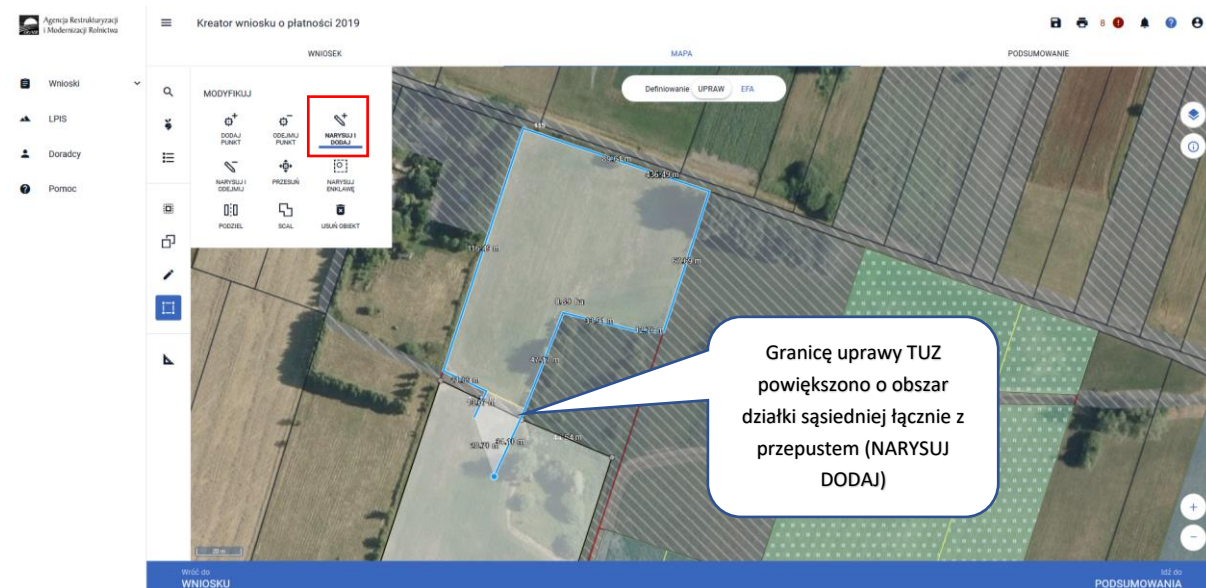 Agencja Restrukturyzacji
i Modernizacji Rolnictwa
Kreator wniosku o płatności 2019
8
WNIOSEK
MAPA
PODSUMOWANIE
Wnioski
LPIS
Doradcy
Pomoc
MODYFIKUJ
DODAJ
PUNKT
ODEJMIJ
PUNKT
NARYSUJ I
DODAJ
NARYSUJ I
ODEJMIJ
PRZESUŃ
NARYSUJ
ENKLAWĘ
PODZIEL
SCAL
USUŃ OBIEKT
Definiowanie UPRAW EFA
Granicę uprawy TUZ
powiększono o obszar
działki sąsiedniej łącznie z
przepustem (NARYSUJ
DODAJ)
20 m
Wróć do
WNIOSKU
Idź do
PODSUMOWANIA